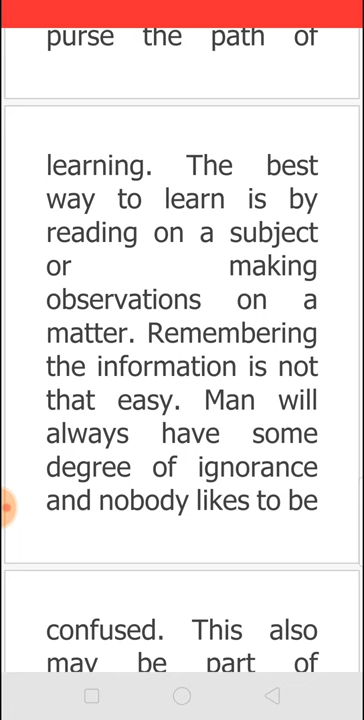 purse the path of
learning. The best
way to learn is by
reading on a subject
or making
observations on a
matter. Remembering
the information is not
that easy. Man will
always have some
degree of ignorance
and nobody likes to be
confused. This also
may be part of